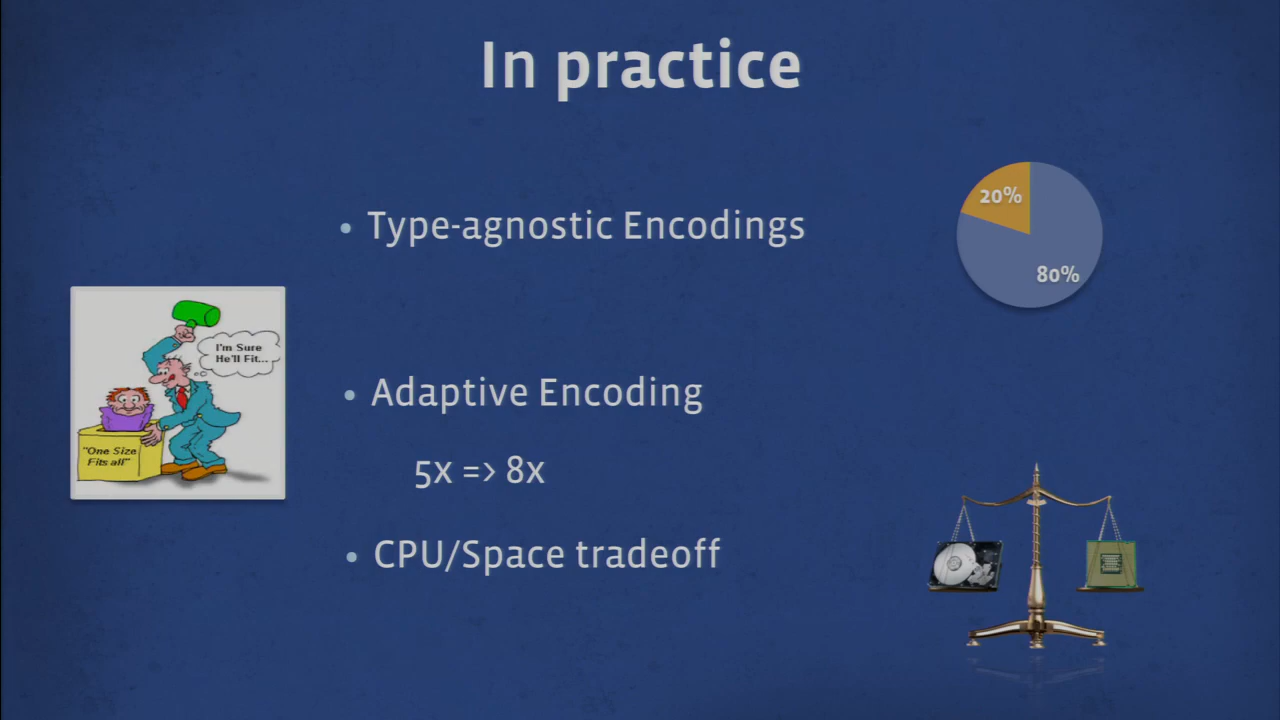 In practice
• Type-agnostic Encodings
20%
80%
I'm Sure
He'll Fit...
"One Size
Fits all"
• Adaptive Encoding
5x => 8x
• CPU/Space tradeoff